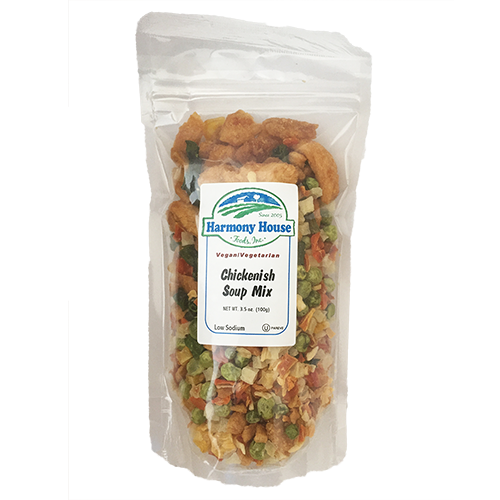 Since 2005
Harmony House
Foods, Inc.
Vegan/Vegetarian
Chickenish
Soup Mix
NET WT. 3.5 oz. (100g)
Low Sodium U PAREVE